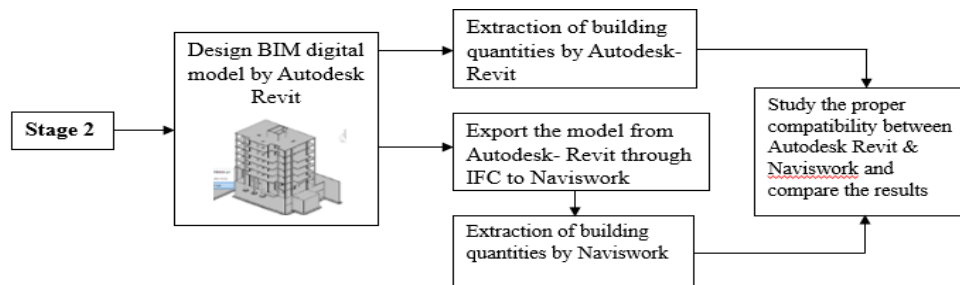 Stage 2
Design BIM digital
model by Autodesk
Revit
Extraction of building
quantities by Autodesk-
Revit
Export the model from
Autodesk- Revit through
IFC to Naviswork
Extraction of building
quantities by Naviswork
Study the proper
compatibility between
Autodesk Revit &
Naviswork and
compare the results